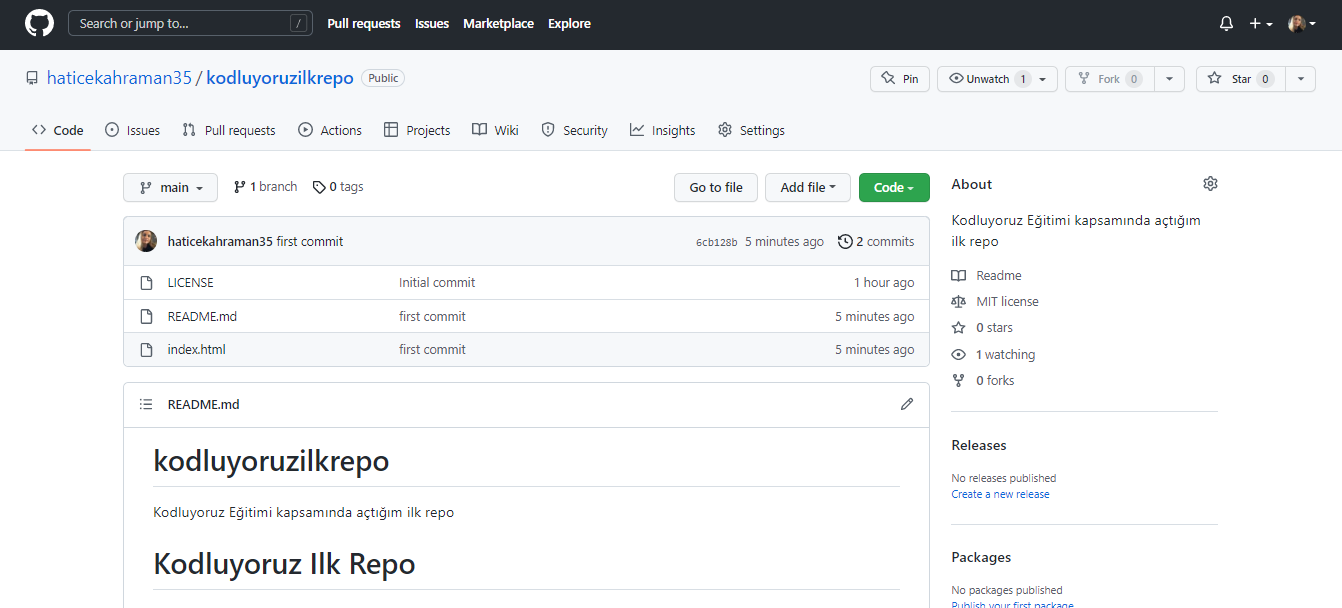 Search or jump to... /
Pull requests Issues Marketplace Explore
haticekahraman35 / kodluyoruzilkrepo Public
Pin Unwatch 1 Fork 0 Star 0
Code Issues Pull requests Actions Projects Wiki Security Insights Settings
main 1 branch 0 tags Go to file Add file Code
haticekahraman35 first commit 6cb128b 5 minutes ago 2 commits
LICENSE Initial commit 1 hour ago
README.md first commit 5 minutes ago
index.html first commit 5 minutes ago
README.md
kodluyoruzilkrepo
Kodluyoruz Eğitimi kapsamında açtığım ilk repo
Kodluyoruz Ilk Repo
About
Kodluyoruz Eğitimi kapsamında açtığım
ilk repo
Readme
MIT license
0 stars
1 watching
0 forks
Releases
No releases published
Create a new release
Packages
No packages published
Publish your first package